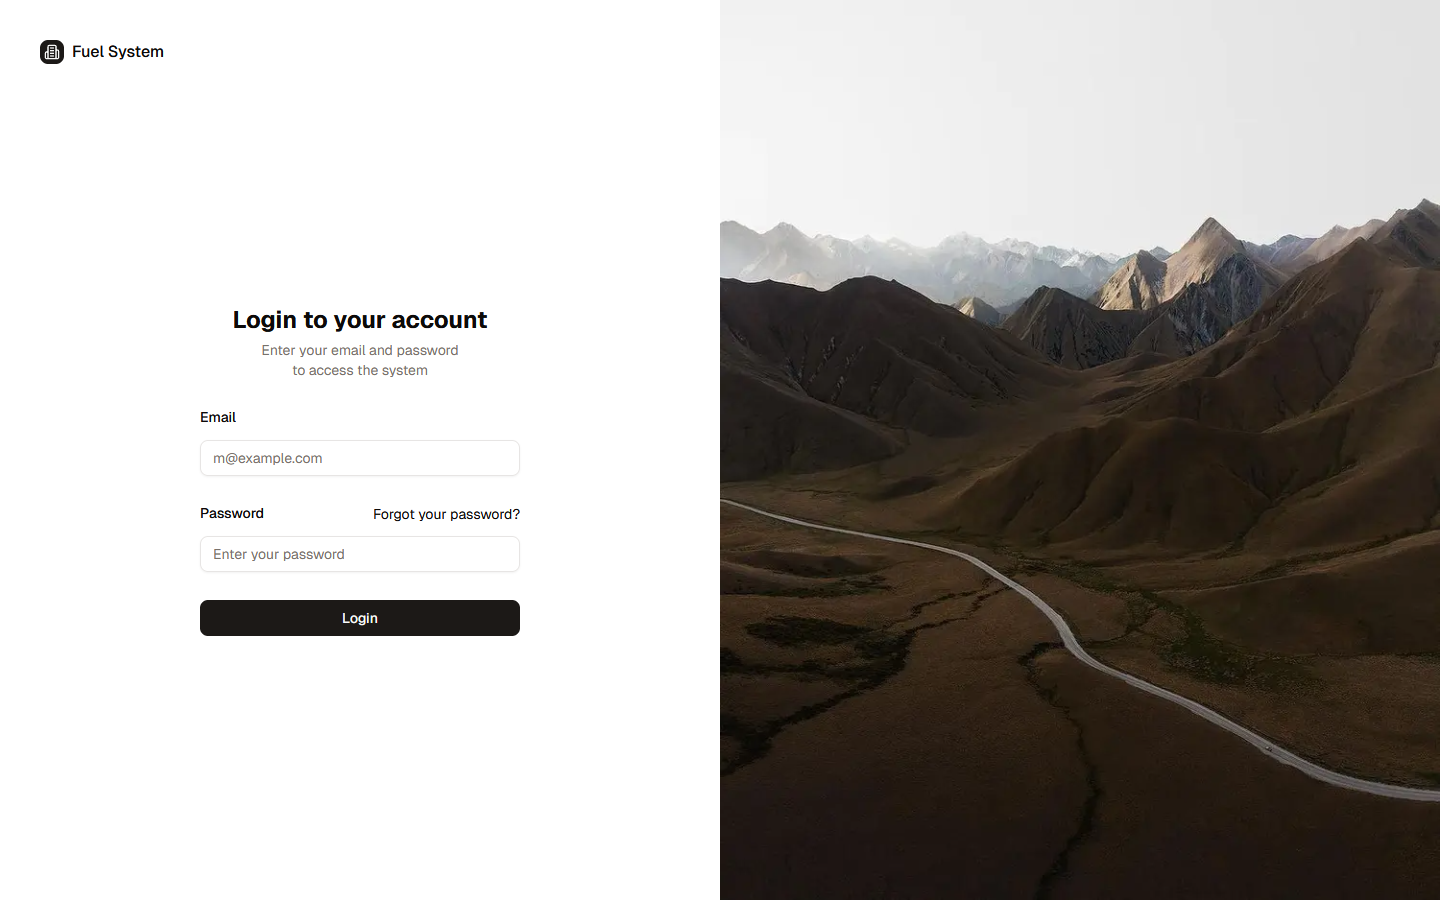 Fuel System
Login to your account
Enter your email and password
to access the system
Email
m@example.com
Password
Forgot your password?
Enter your password
Login